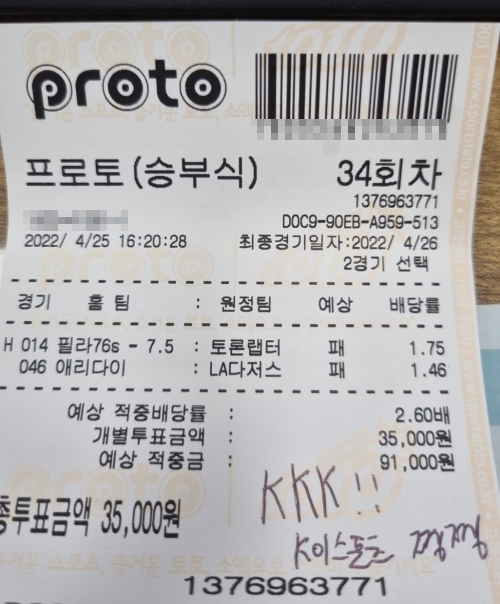 proto
프로토(승부식) 34회차
1376963771
D0C9-90EB-A959-513
2022/ 4/25 16:20:28 최종경기일자:2022/ 4/26
2경기 선택
경기 홈팀 : 원정팀 예상 배당률
H 014 필라76s - 7.5 : 토론랩터 패 1.75
046 애리다이 : LA다저스 패 1.46
예상 적중배당률 : 2.60배
개별투표금액 : 35,000원
예상 적중금 : 91,000원
총투표금액 35,000원
KKK!!
K이스폰즈 찡찡
1376963771